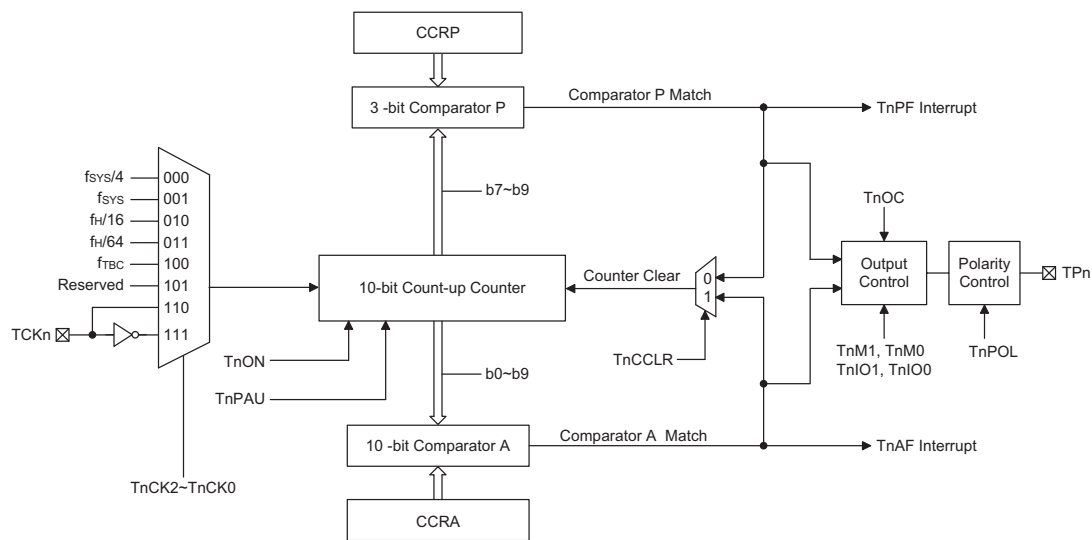 CCRP
3 -bit Comparator P
Comparator P Match
TnPF Interrupt
fSYS/4
000
fSYS
001
fH/16
010
fH/64
011
fTBC
100
Reserved
101
110
TCKn
111
TnCK2~TnCK0
b7~b9
10-bit Count-up Counter
Counter Clear
0
1
TnCCLR
TnON
TnPAU
b0~b9
TnOC
Output
Control
Polarity
Control
TPn
TnM1, TnM0
TnIO1, TnIO0
TnPOL
10 -bit Comparator A
Comparator A  Match
TnAF Interrupt
CCRA